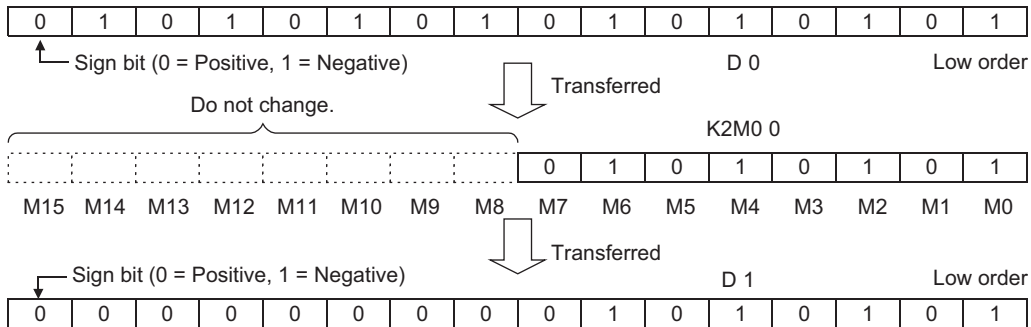 0 1 0 1 0 1 0 1 0 1 0 1 0 1 0 1
Sign bit (0 = Positive, 1 = Negative) D 0 Low order
Transferred
Do not change.
K2M0 0
0 1 0 1 0 1 0 1
M15 M14 M13 M12 M11 M10 M9 M8 M7 M6 M5 M4 M3 M2 M1 M0
Transferred
Sign bit (0 = Positive, 1 = Negative) D 1 Low order
0 0 0 0 0 0 0 0 0 1 0 1 0 1 0 1